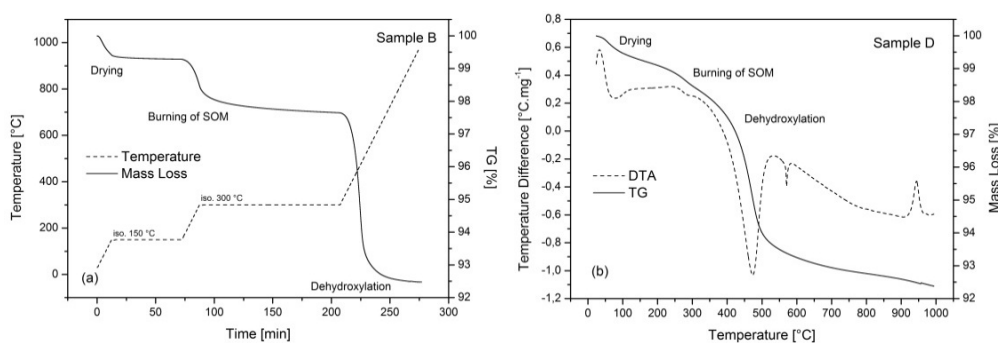 Sample B
1000
800
600
400
200
0
Temperature [°C]
Drying
Burning of SOM
Temperature
Mass Loss
iso. 300 °C
iso. 150 °C
(a)
Dehydroxylation
0 50 100 150 200 250 300
Time [min]
100
99
98
97
96
95
94
93
92
TG [%]
Sample D
0,8
0,6
0,4
0,2
0,0
-0,2
-0,4
-0,6
-0,8
-1,0
-1,2
Temperature Difference [°C.mg⁻¹]
Drying
Burning of SOM
Dehydroxylation
DTA
TG
(b)
0 100 200 300 400 500 600 700 800 900 1000
Temperature [°C]
100
99
98
97
96
95
94
93
92
Mass Loss [%]